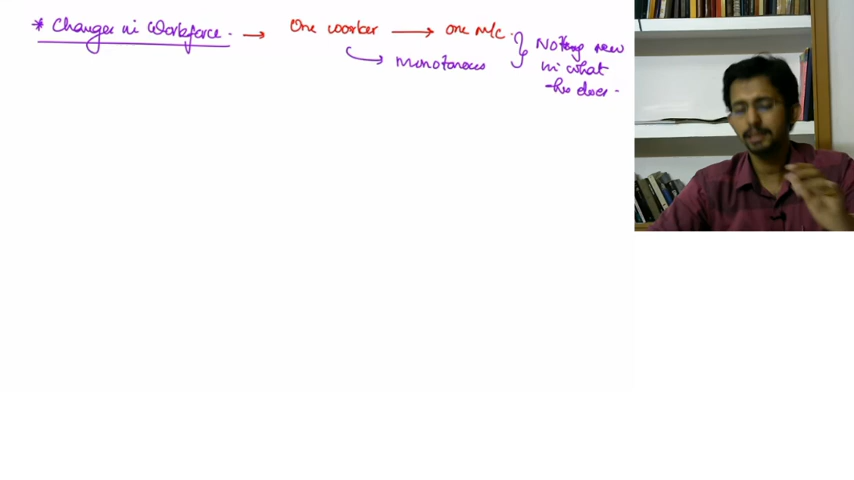 * Changes in Workforce. → One worker → one M/c.
→ Monotonous } Nothing new
in what
he does.